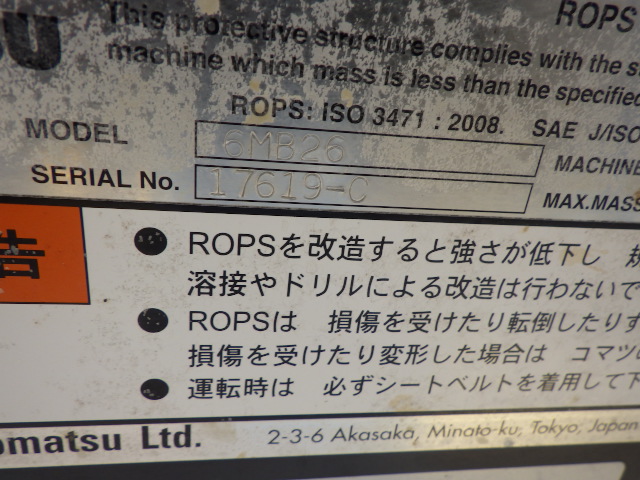 ROPS
This protective structure complies with the
machine which mass is less than the specified
ROPS: ISO 3471 : 2008. SAE J/ISO
MODEL 6MB26 MACHINE
SERIAL No. 17619-C MAX.MASS
告
● ROPSを改造すると強さが低下し 規
溶接やドリルによる改造は行わないで
● ROPSは 損傷を受けたり転倒したりす
損傷を受けたり変形した場合は コマツ
● 運転時は 必ずシートベルトを着用して下
omatsu Ltd. 2-3-6 Akasaka, Minato-ku, Tokyo, Japan